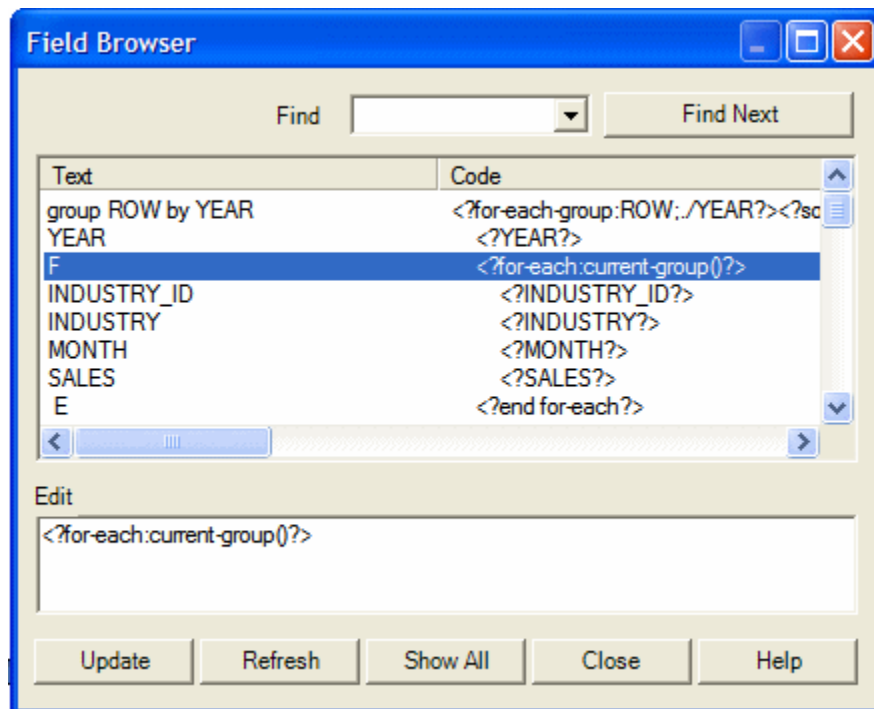 Field Browser
Find Find Next
Text Code
group ROW by YEAR <?for-each-group:ROW;./YEAR?><?so
YEAR <?YEAR?>
F <?for-each:current-group()?>
INDUSTRY_ID <?INDUSTRY_ID?>
INDUSTRY <?INDUSTRY?>
MONTH <?MONTH?>
SALES <?SALES?>
E <?end for-each?>
Edit
<?for-each:current-group()?>
Update Refresh Show All Close Help